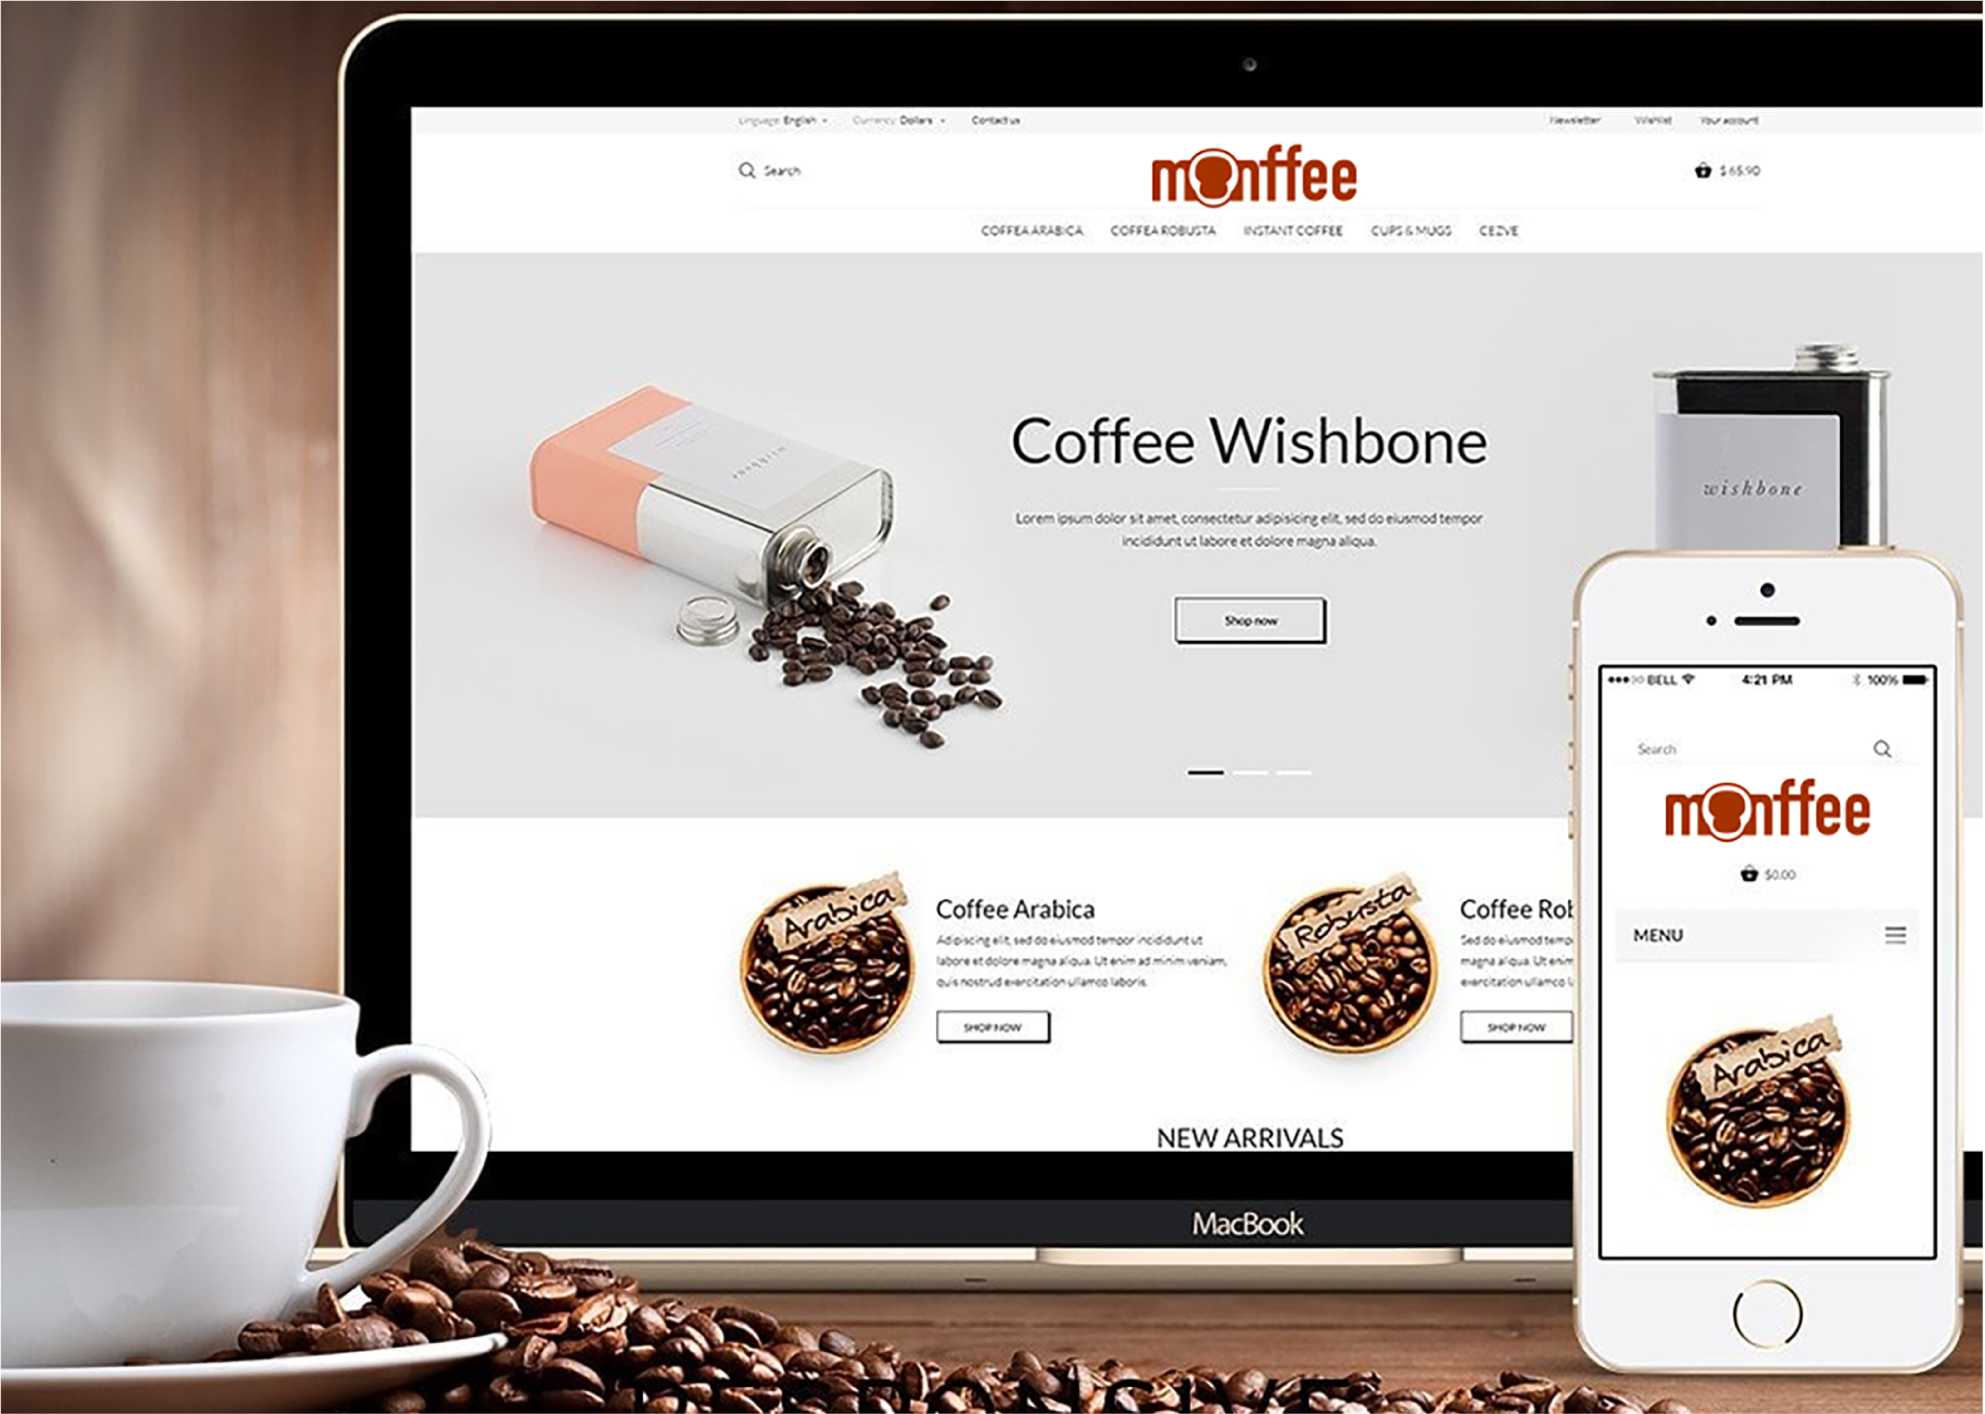 Language: English
Currency: Dollars
Contact us
Newsletter
Wishlist
Your account
Search
monffee
$ 65.90
COFFEA ARABICA
COFFEA ROBUSTA
INSTANT COFFEE
CUPS & MUGS
CEZVE
Coffee Wishbone
Lorem ipsum dolor sit amet, consectetur adipisicing elit, sed do eiusmod tempor
incididunt ut labore et dolore magna aliqua.
Shop now
wishbone
wishbone
Arabica
Coffee Arabica
Adipiscing elit, sed do eiusmod tempor incididunt ut
labore et dolore magna aliqua. Ut enim ad minim veniam,
quis nostrud exercitation ullamco laboris.
SHOP NOW
Robusta
Coffee Rob
Sed do eiusmod temp
magna aliqua. Ut enim
exercitation ullamco l
SHOP NOW
NEW ARRIVALS
MacBook
BELL
4:21 PM
100%
Search
monffee
$0.00
MENU
Arabica